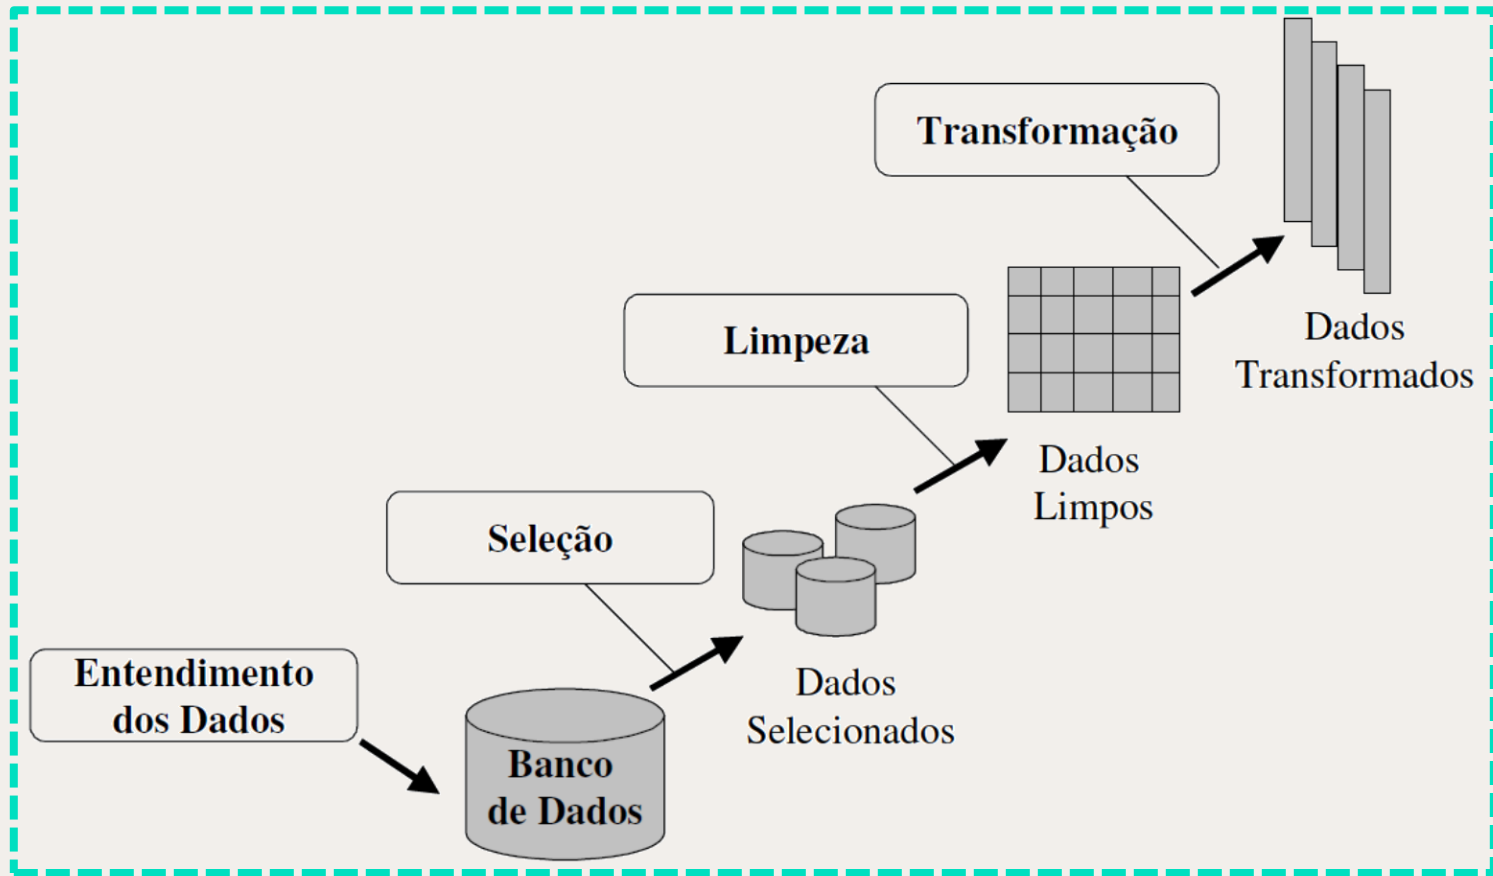 Transformação
Dados
Transformados
Limpeza
Dados
Limpos
Seleção
Dados
Selecionados
Entendimento
dos Dados
Banco
de Dados